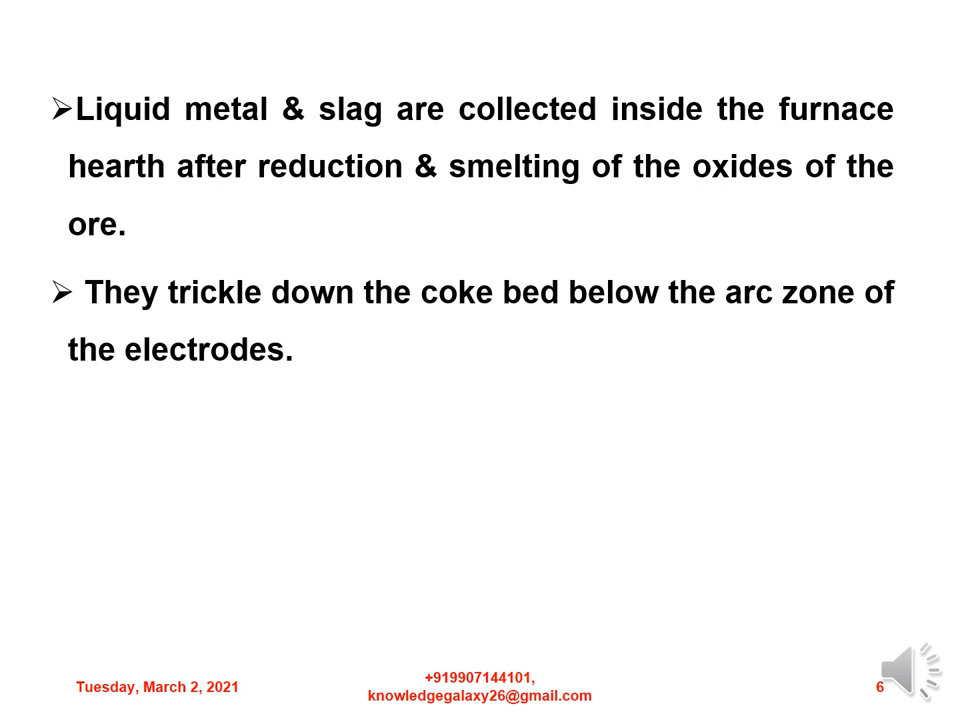 ➢Liquid metal & slag are collected inside the furnace
hearth after reduction & smelting of the oxides of the
ore.
➢ They trickle down the coke bed below the arc zone of
the electrodes.
Tuesday, March 2, 2021
+919907144101,
knowledgegalaxy26@gmail.com
6